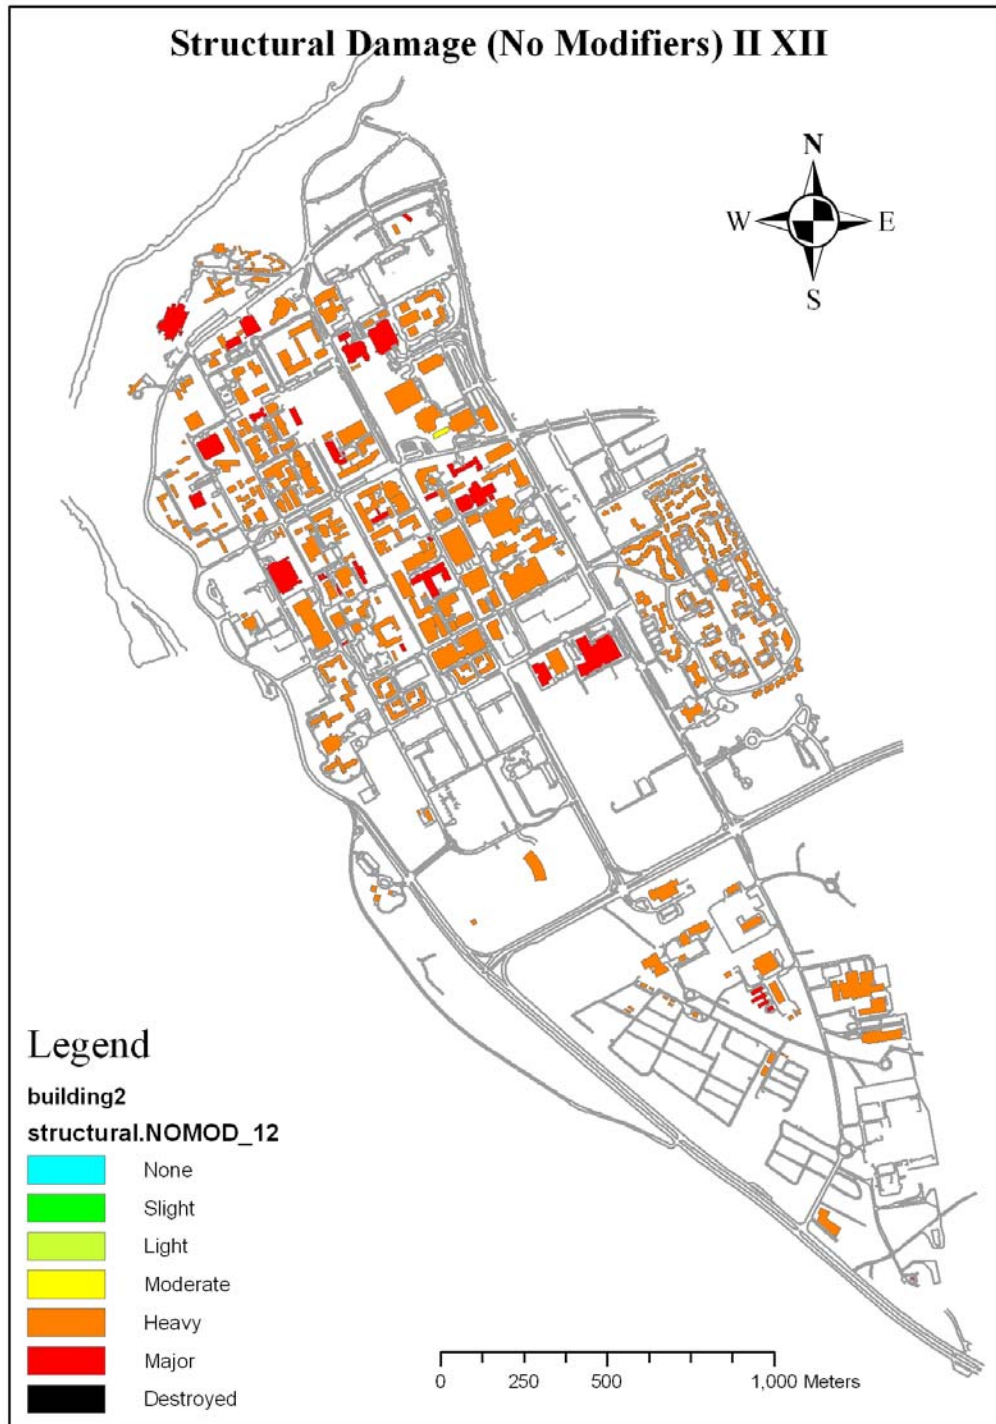 Structural Damage (No Modifiers) II XII
N
W E
S
Legend
building2
structural.NOMOD_12
None
Slight
Light
Moderate
Heavy
Major
Destroyed
0 250 500 1,000 Meters